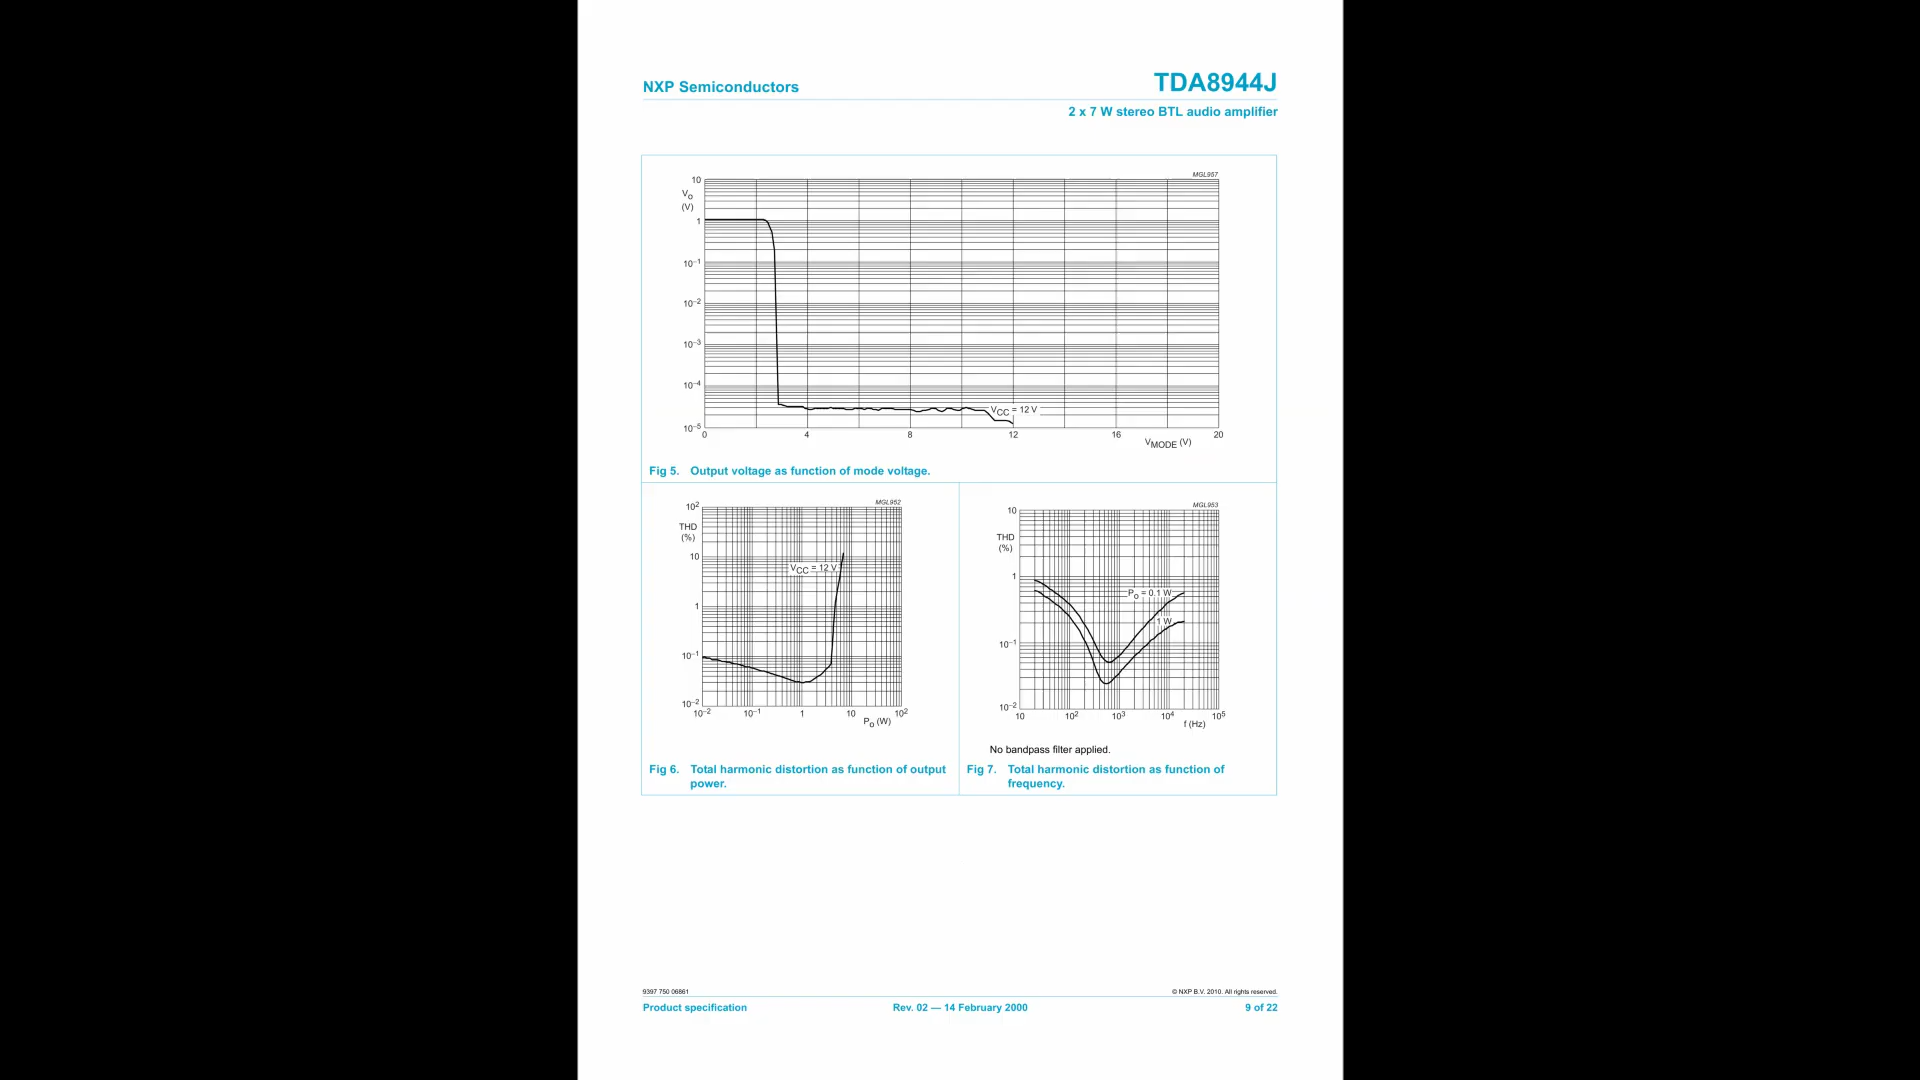 NXP Semiconductors
TDA8944J
2 x 7 W stereo BTL audio amplifier
MGL957
10
Vo
(V)
1
10−1
10−2
10−3
10−4
10−5
VCC = 12 V
0
4
8
12
16
20
VMODE (V)
Fig 5. Output voltage as function of mode voltage.
MGL952
102
THD
(%)
10
VCC = 12 V
1
10−1
10−2
10−2
10−1
1
10
102
Po (W)
Fig 6. Total harmonic distortion as function of output
power.
MGL953
10
THD
(%)
1
Po = 0.1 W
1 W
10−1
10−2
10
102
103
104
105
f (Hz)
No bandpass filter applied.
Fig 7. Total harmonic distortion as function of
frequency.
9397 750 06861
© NXP B.V. 2010. All rights reserved.
Product specification
Rev. 02 — 14 February 2000
9 of 22